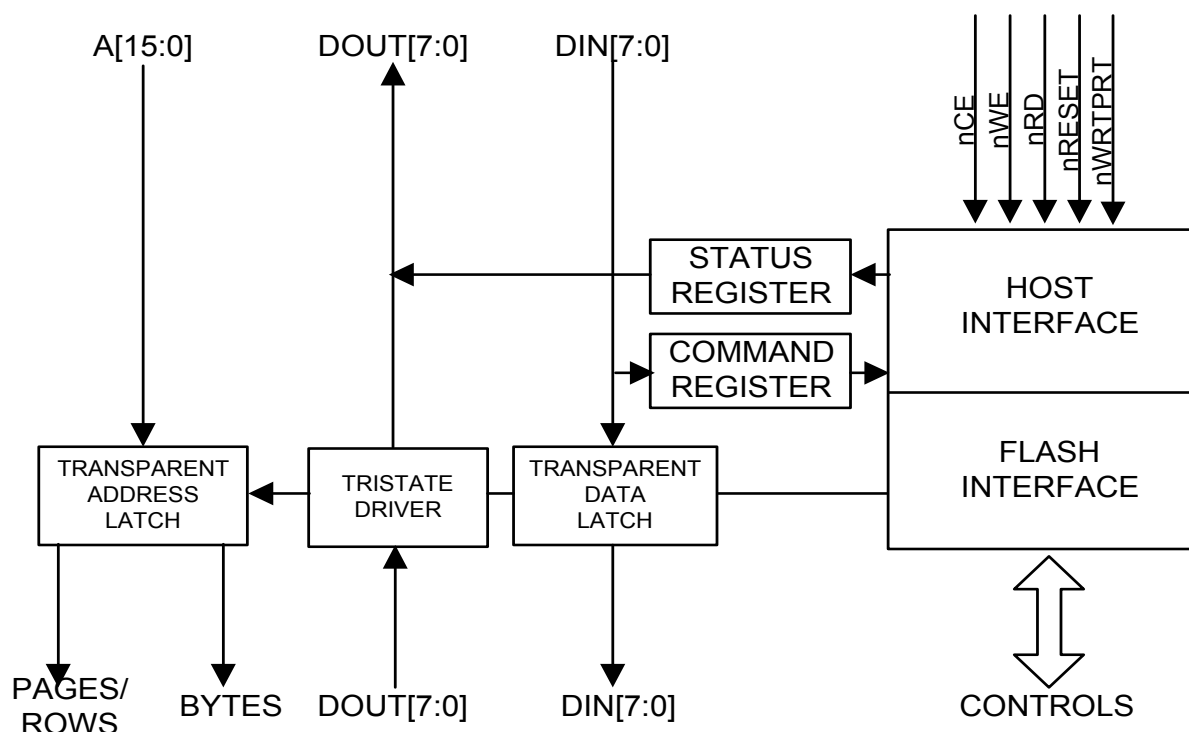 A[15:0]
DOUT[7:0]
DIN[7:0]
nCE
nWE
nRD
nRESET
nWRTPRT
STATUS
REGISTER
HOST
INTERFACE
COMMAND
REGISTER
TRANSPARENT
ADDRESS
LATCH
TRISTATE
DRIVER
TRANSPARENT
DATA
LATCH
FLASH
INTERFACE
PAGES/
ROWS
BYTES
DOUT[7:0]
DIN[7:0]
CONTROLS